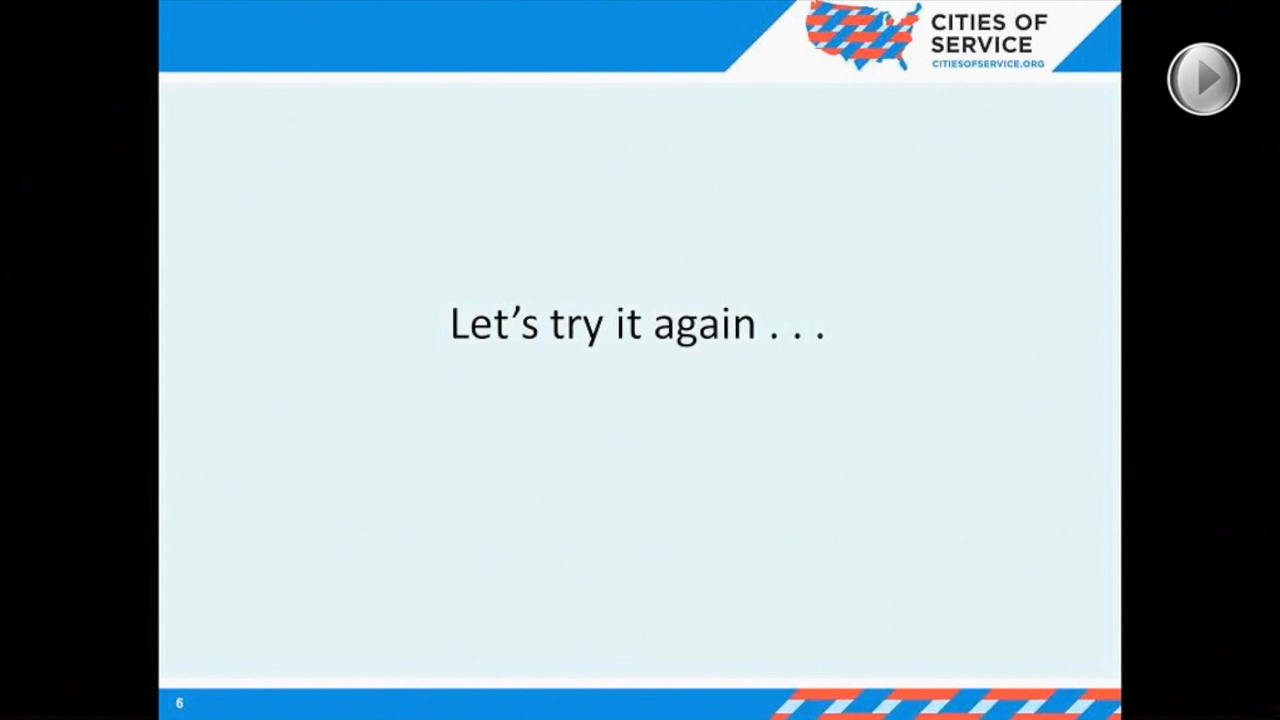 CITIES OF
SERVICE
CITIESOFSERVICE.ORG
Let’s try it again . . .
6